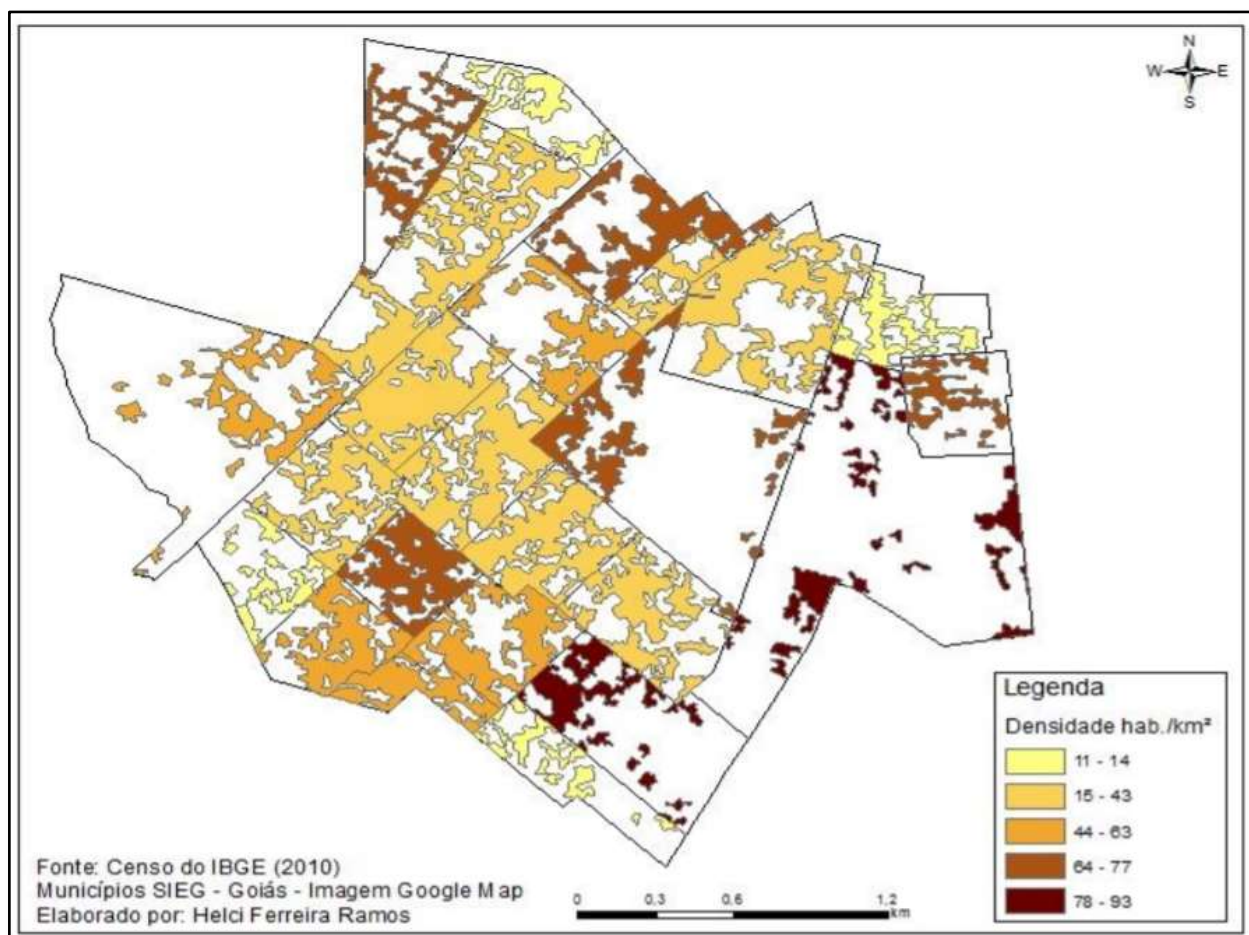 N
W E
S
Legenda
Densidade hab./km²
11 - 14
15 - 43
44 - 63
64 - 77
78 - 93
Fonte: Censo do IBGE (2010)
Municípios SIEG - Goiás - Imagem Google Map
Elaborado por: Helci Ferreira Ramos
0 0,3 0,6 1,2
km